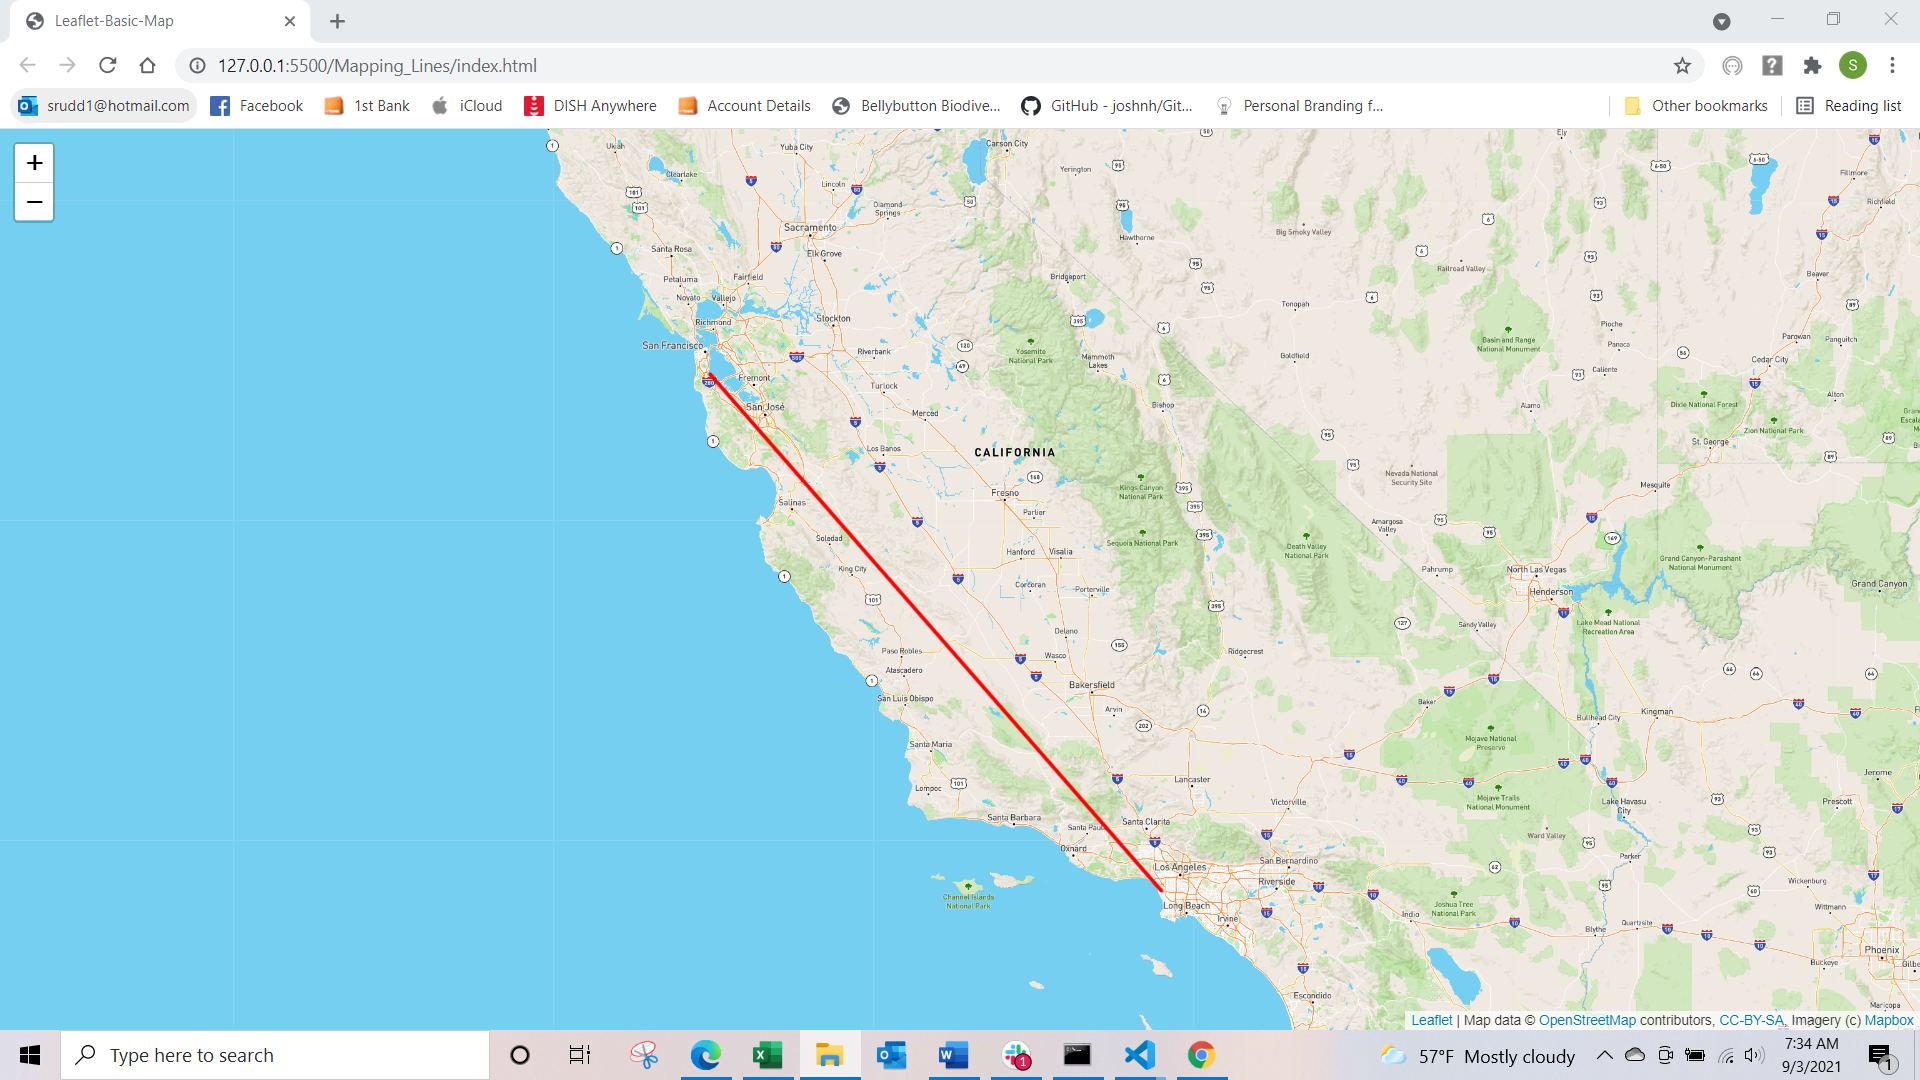 Leaflet-Basic-Map
127.0.0.1:5500/Mapping_Lines/index.html
S
srudd1@hotmail.com Facebook 1st Bank iCloud DISH Anywhere Account Details Bellybutton Biodive... GitHub - joshnh/Git... Personal Branding f... Other bookmarks Reading list
+
−
Ukiah
Yuba City
Carson City
Ely
Clearlake
Lincoln
Yerington
Fillmore
Diamond
Springs
Richfield
Sacramento
Hawthorne
Big Smoky Valley
Santa Rosa
Elk Grove
Railroad Valley
Petaluma
Fairfield
Bridgeport
Beaver
Novato
Vallejo
Tonopah
Richmond
Stockton
Pioche
San Francisco
Riverbank
Yosemite
National Park
Mammoth
Lakes
Goldfield
Basin and Range
National Monument
Panaca
Parowan
Panguitch
Cedar City
Fremont
Turlock
Caliente
San José
Merced
Bishop
Alamo
Dixie National Forest
Alton
Zion National Park
Los Banos
CALIFORNIA
St. George
Fresno
Kings Canyon
National Park
Nevada National
Security Site
Mesquite
Salinas
Parlier
Soledad
Hanford
Visalia
Sequoia National Park
Death Valley
National Park
Amargosa
Valley
Grand Canyon-Parashant
National Monument
King City
Corcoran
Porterville
Pahrump
North Las Vegas
Henderson
Grand Canyon
Delano
Sandy Valley
Lake Mead National
Recreation Area
Paso Robles
Wasco
Ridgecrest
Atascadero
San Luis Obispo
Bakersfield
Arvin
Baker
Bullhead City
Kingman
Santa Maria
Mojave National
Preserve
Lompoc
Lancaster
Victorville
Mojave Trails
National Monument
Lake Havasu
City
Jerome
Prescott
Santa Barbara
Santa Paula
Santa Clarita
Ward Valley
Oxnard
Los Angeles
San Bernardino
Parker
Channel Islands
National Park
Riverside
Long Beach
Irvine
Joshua Tree
National Park
Indio
Wickenburg
Wittmann
Quartzsite
Blythe
Phoenix
Buckeye
Escondido
Maricopa
Leaflet | Map data © OpenStreetMap contributors, CC-BY-SA, Imagery (c) Mapbox
Type here to search
57°F Mostly cloudy
7:34 AM
9/3/2021